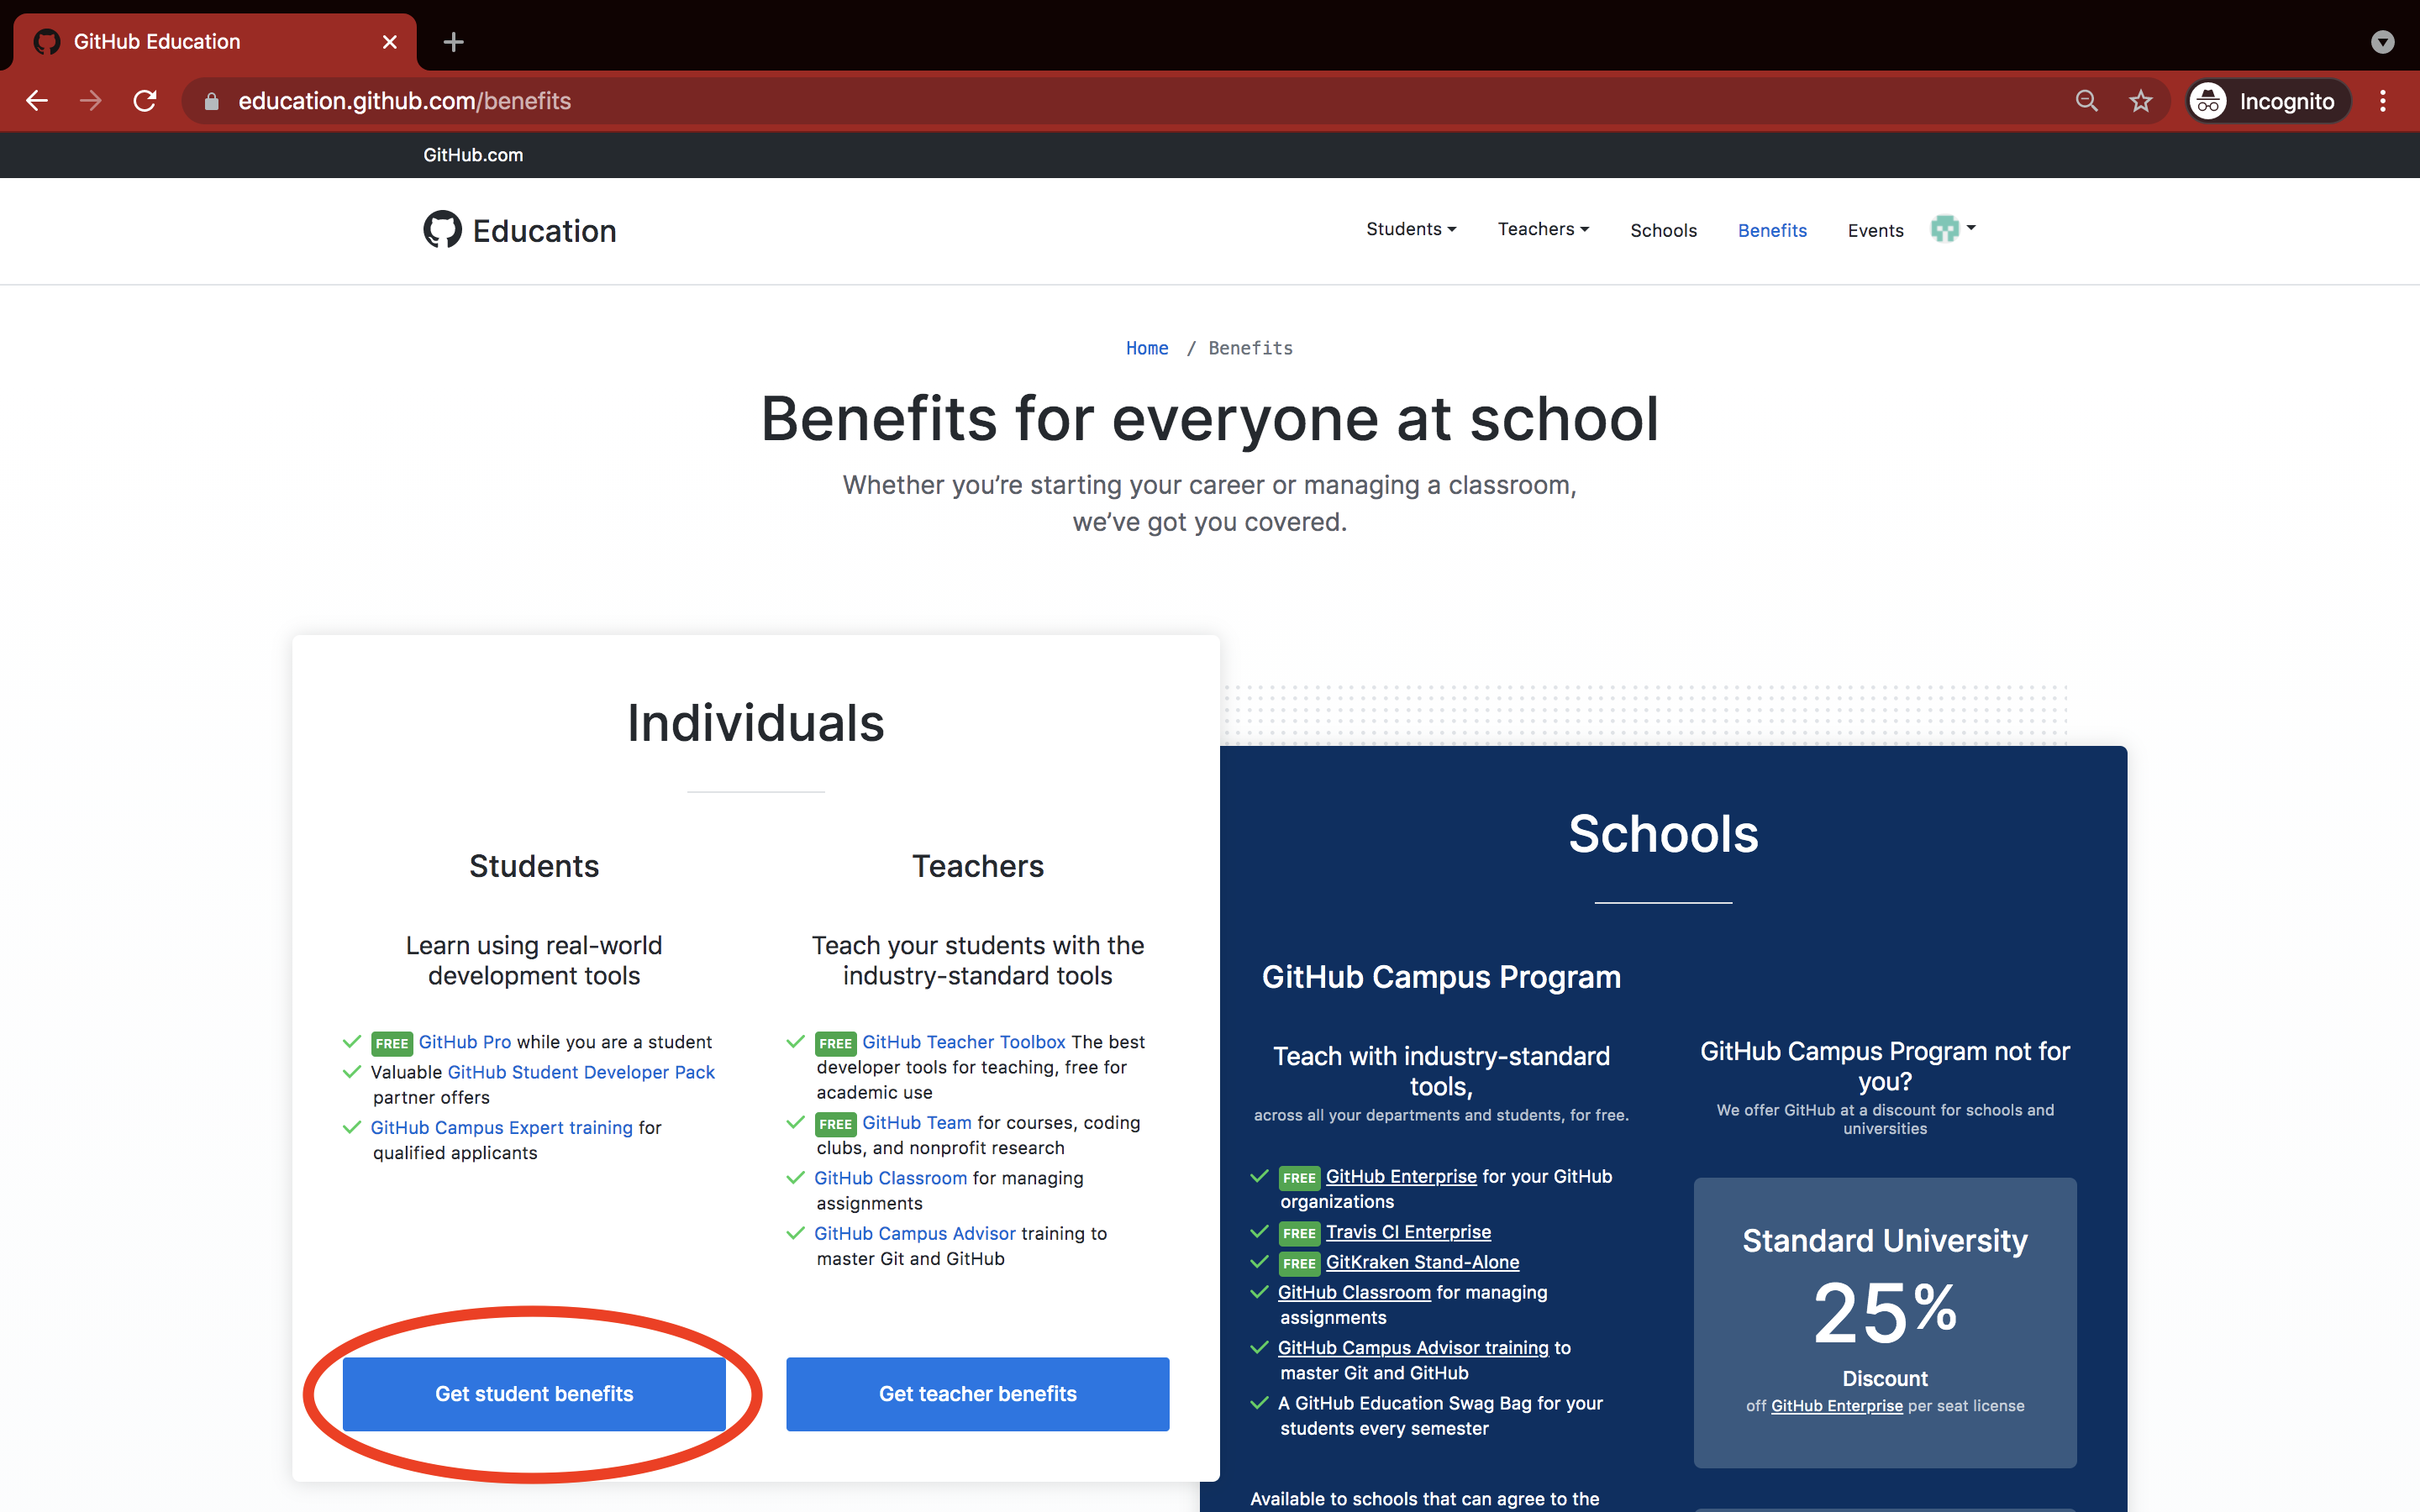 GitHub Education
education.github.com/benefits
Incognito
GitHub.com
Education
Students
Teachers
Schools
Benefits
Events
Home / Benefits
Benefits for everyone at school
Whether you’re starting your career or managing a classroom,
we’ve got you covered.
Individuals
Students
Learn using real-world
development tools
FREE GitHub Pro while you are a student
Valuable GitHub Student Developer Pack
partner offers
GitHub Campus Expert training for
qualified applicants
Get student benefits
Teachers
Teach your students with the
industry-standard tools
FREE GitHub Teacher Toolbox The best
developer tools for teaching, free for
academic use
FREE GitHub Team for courses, coding
clubs, and nonprofit research
GitHub Classroom for managing
assignments
GitHub Campus Advisor training to
master Git and GitHub
Get teacher benefits
Schools
GitHub Campus Program
Teach with industry-standard
tools,
across all your departments and students, for free.
FREE GitHub Enterprise for your GitHub
organizations
FREE Travis CI Enterprise
FREE GitKraken Stand-Alone
GitHub Classroom for managing
assignments
GitHub Campus Advisor training to
master Git and GitHub
A GitHub Education Swag Bag for your
students every semester
Available to schools that can agree to the
GitHub Campus Program not for
you?
We offer GitHub at a discount for schools and
universities
Standard University
25%
Discount
off GitHub Enterprise per seat license